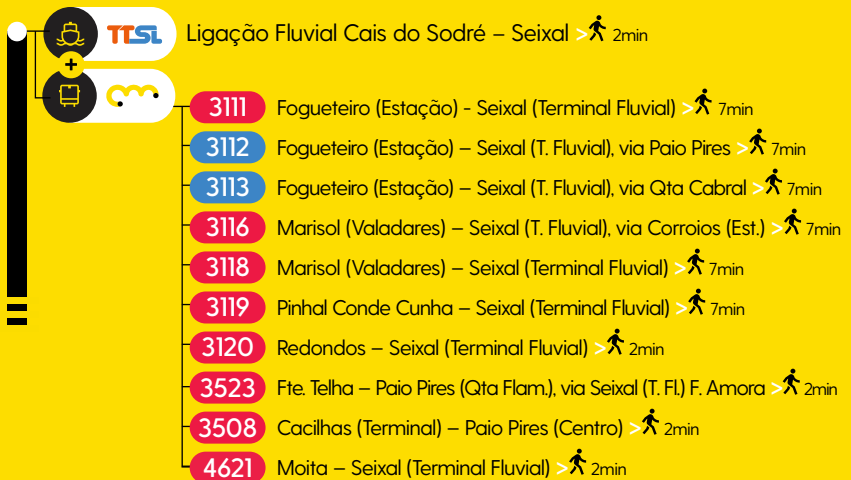 TTSL Ligação Fluvial Cais do Sodré – Seixal > 2min
+
3111 Fogueteiro (Estação) - Seixal (Terminal Fluvial) > 7min
3112 Fogueteiro (Estação) – Seixal (T. Fluvial), via Paio Pires > 7min
3113 Fogueteiro (Estação) – Seixal (T. Fluvial), via Qta Cabral > 7min
3116 Marisol (Valadares) – Seixal (T. Fluvial), via Corroios (Est.) > 7min
3118 Marisol (Valadares) – Seixal (Terminal Fluvial) > 7min
3119 Pinhal Conde Cunha – Seixal (Terminal Fluvial) > 7min
3120 Redondos – Seixal (Terminal Fluvial) > 2min
3523 Fte. Telha – Paio Pires (Qta Flam.), via Seixal (T. Fl.) F. Amora > 2min
3508 Cacilhas (Terminal) – Paio Pires (Centro) > 2min
4621 Moita – Seixal (Terminal Fluvial) > 2min